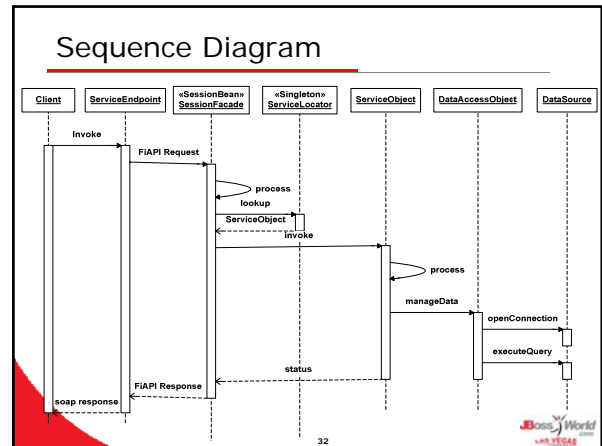 Sequence Diagram
Client
ServiceEndpoint
«SessionBean»
SessionFacade
«Singleton»
ServiceLocator
ServiceObject
DataAccessObject
DataSource
Invoke
FiAPI Request
process
lookup
ServiceObject
invoke
process
manageData
openConnection
executeQuery
status
FiAPI Response
soap response
32
JBoss World
LAS VEGAS